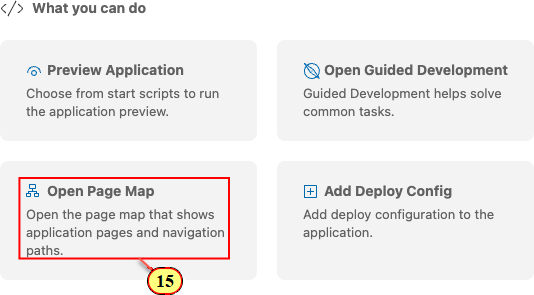 </> What you can do
Preview Application
Choose from start scripts to run
the application preview.
Open Guided Development
Guided Development helps solve
common tasks.
Open Page Map
Open the page map that shows
application pages and navigation
paths.
Add Deploy Config
Add deploy configuration to the
application.
15